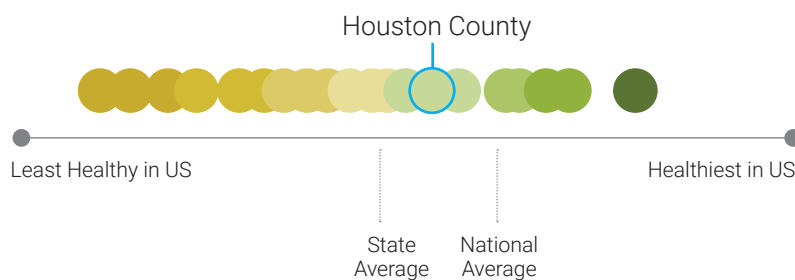 Houston County
Least Healthy in US
Healthiest in US
State
Average
National
Average